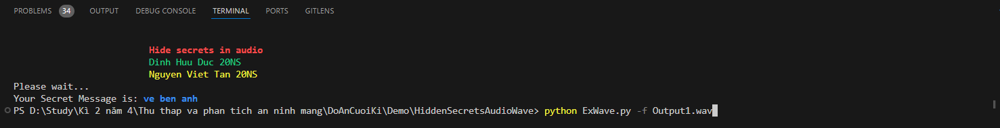 PROBLEMS 34 OUTPUT DEBUG CONSOLE TERMINAL PORTS GITLENS
Hide secrets in audio
Dinh Huu Duc 20NS
Nguyen Viet Tan 20NS
Please wait...
Your Secret Message is: ve ben anh
PS D:\Study\Kì 2 năm 4\Thu thap va phan tich an ninh mang\DoAnCuoiKi\Demo\HiddenSecretsAudioWave> python ExWave.py -f Output1.wav